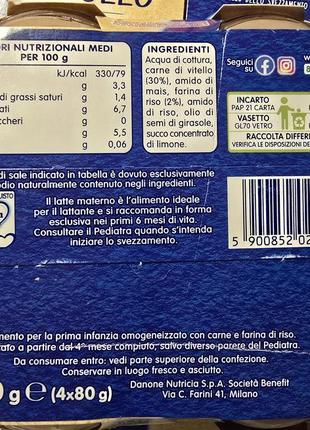 ORI NUTRIZIONALI MEDI
PER 100 g
kJ/kcal 330/79
g 3,3
di grassi saturi g 1,4
rati g 6,7
ccheri g 0
g 5,5
g 0,06
INGREDIENTI
Acqua di cottura,
carne di vitello
(30%), amido di
mais, farina di
riso (2%), amido
di riso, olio di
semi di girasole,
succo concentrato
di limone.
Seguici
su
INCARTO
PAP 21 CARTA
VASETTO
GL70 VETRO
RACCOLTA DIFFER
VERIFICA LE DISPOSIZIONI DE
di sale indicato in tabella è dovuto esclusivamente
odio naturalmente contenuto negli ingredienti.
Il latte materno è l'alimento ideale
per il lattante e si raccomanda in forma
esclusiva nei primi 6 mesi di vita.
Consultare il Pediatra quando s'intenda
iniziare lo svezzamento.
5 900852 02
mento per la prima infanzia omogeneizzato con carne e farina di riso.
rato a partire dal 4° mese compiuto, salvo diverso parere del Pediatra.
Da consumare entro: vedi parte superiore della confezione.
Conservare in luogo fresco e asciutto.
0 g e (4x80 g)
Danone Nutricia S.p.A. Società Benefit
Via C. Farini 41, Milano